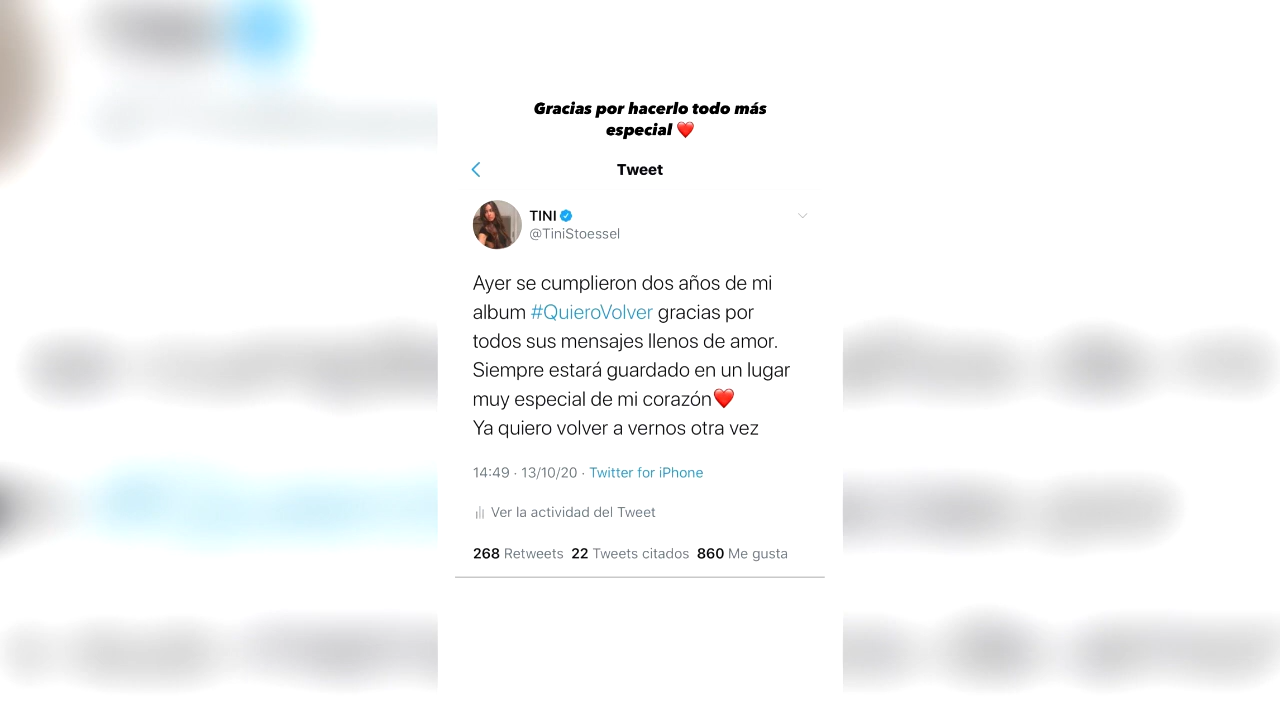 Gracias por hacerlo todo más
especial ❤️
Tweet
TINI
@TiniStoessel
Ayer se cumplieron dos años de mi
album #QuieroVolver gracias por
todos sus mensajes llenos de amor.
Siempre estará guardado en un lugar
muy especial de mi corazón❤️
Ya quiero volver a vernos otra vez
14:49 · 13/10/20 · Twitter for iPhone
Ver la actividad del Tweet
268 Retweets 22 Tweets citados 860 Me gusta